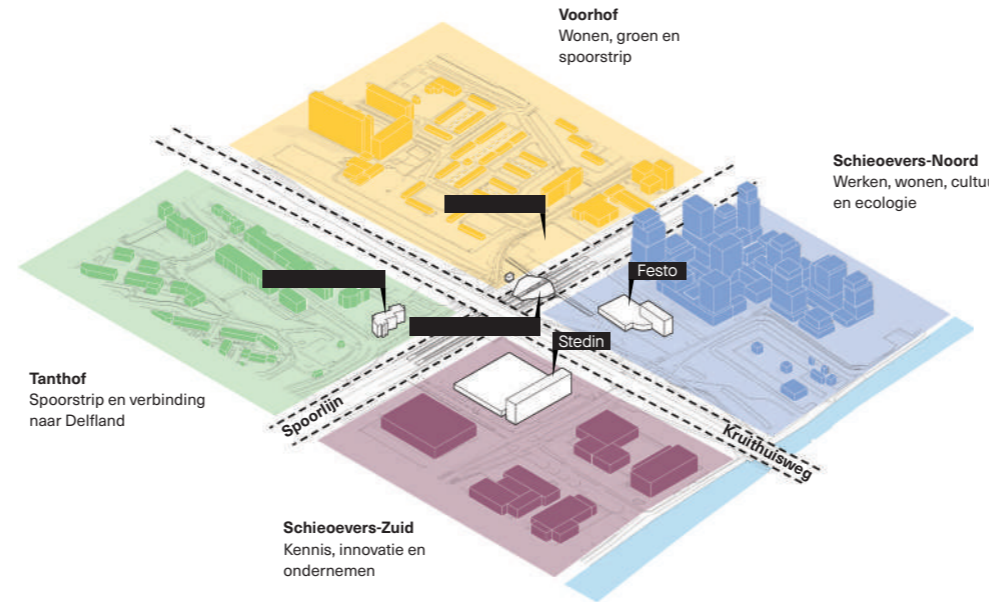 Voorhof
Wonen, groen en
spoorstrip
Schieoevers-Noord
Werken, wonen, cultu
en ecologie
Festo
Stedin
Tanthof
Spoorstrip en verbinding
naar Delfland
Spoorlijn
Kruithuisweg
Schieoevers-Zuid
Kennis, innovatie en
ondernemen